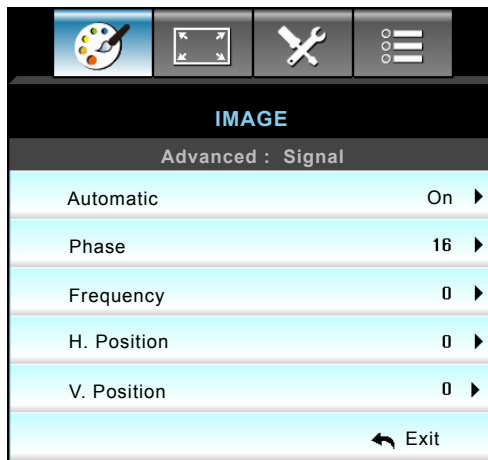 IMAGE
Advanced : Signal
Automatic On
Phase 16
Frequency 0
H. Position 0
V. Position 0
Exit